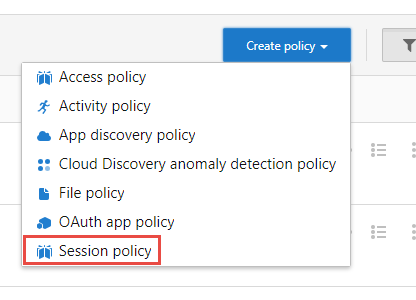 Create policy
Access policy
Activity policy
App discovery policy
Cloud Discovery anomaly detection policy
File policy
OAuth app policy
Session policy